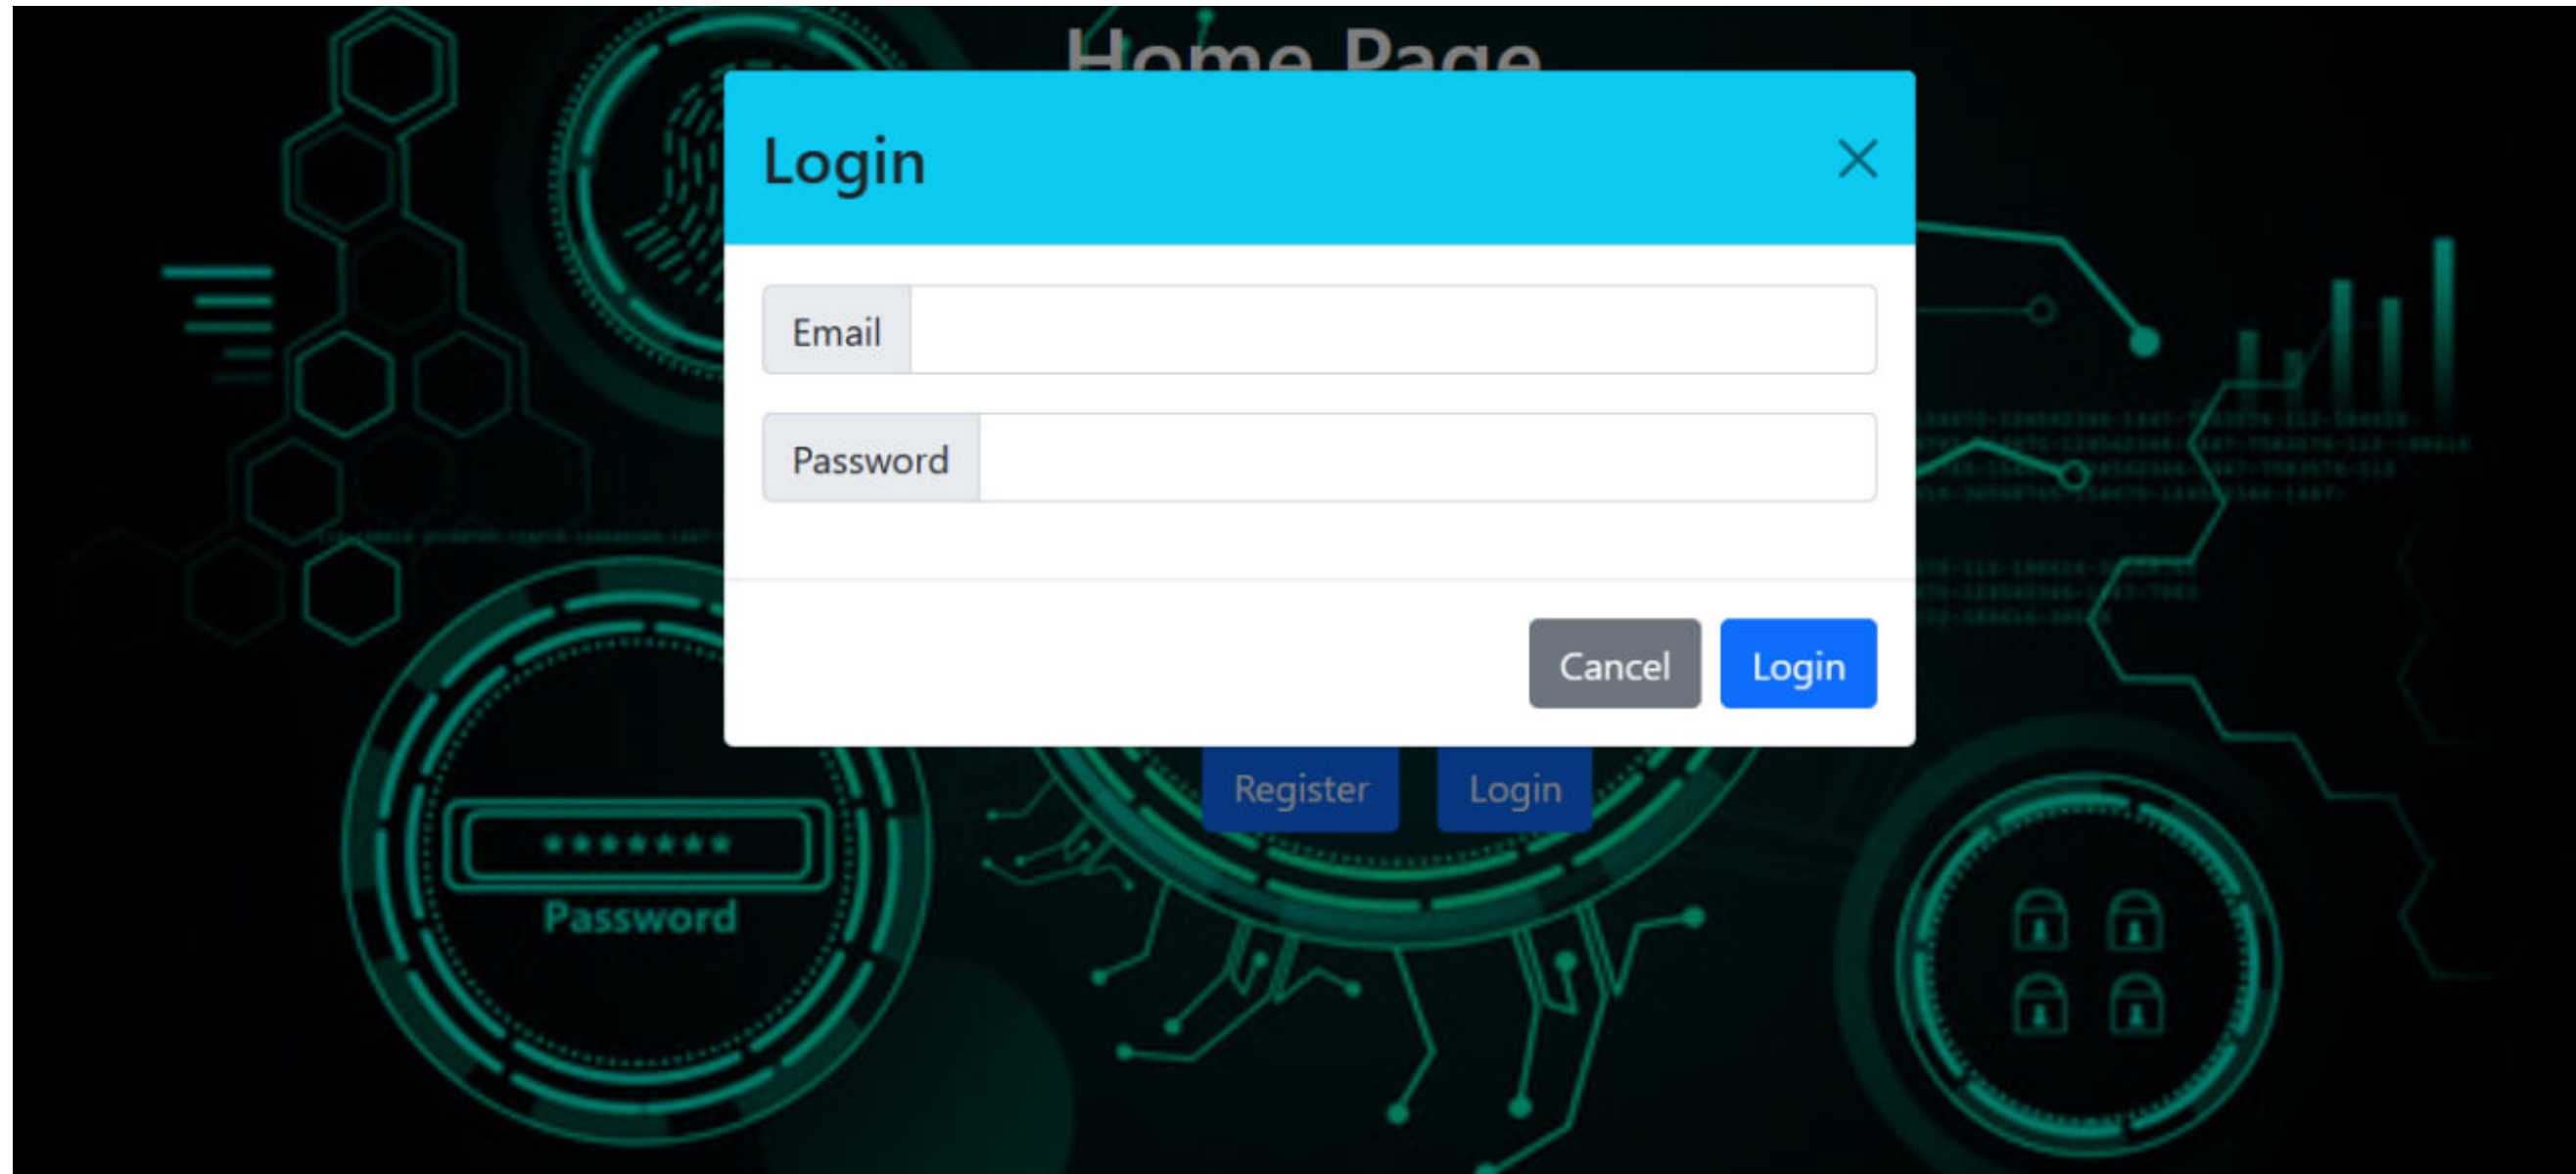 Home Page
Login
Email
Password
Cancel Login
Register Login
*******
Password